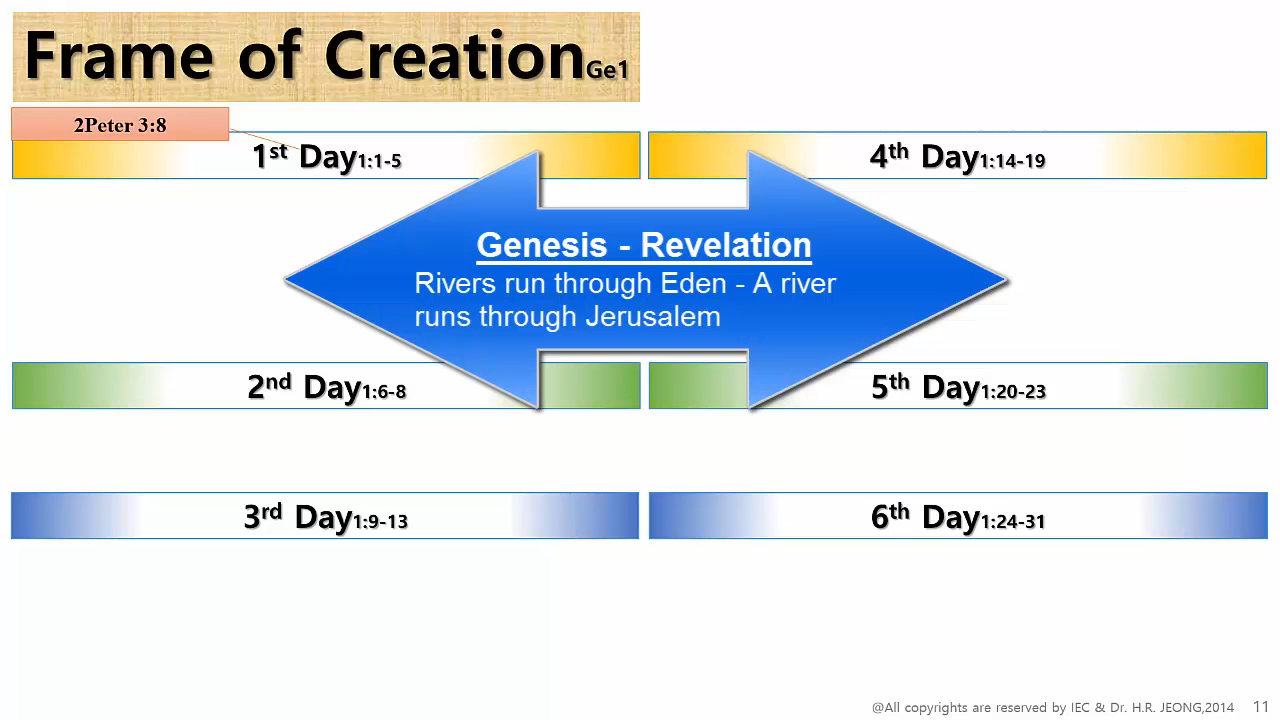 Frame of CreationGe1
2Peter 3:8
1st Day1:1-5
4th Day1:14-19
Genesis - Revelation
Rivers run through Eden - A river
runs through Jerusalem
2nd Day1:6-8
5th Day1:20-23
3rd Day1:9-13
6th Day1:24-31
@All copyrights are reserved by IEC & Dr. H.R. JEONG,2014
11